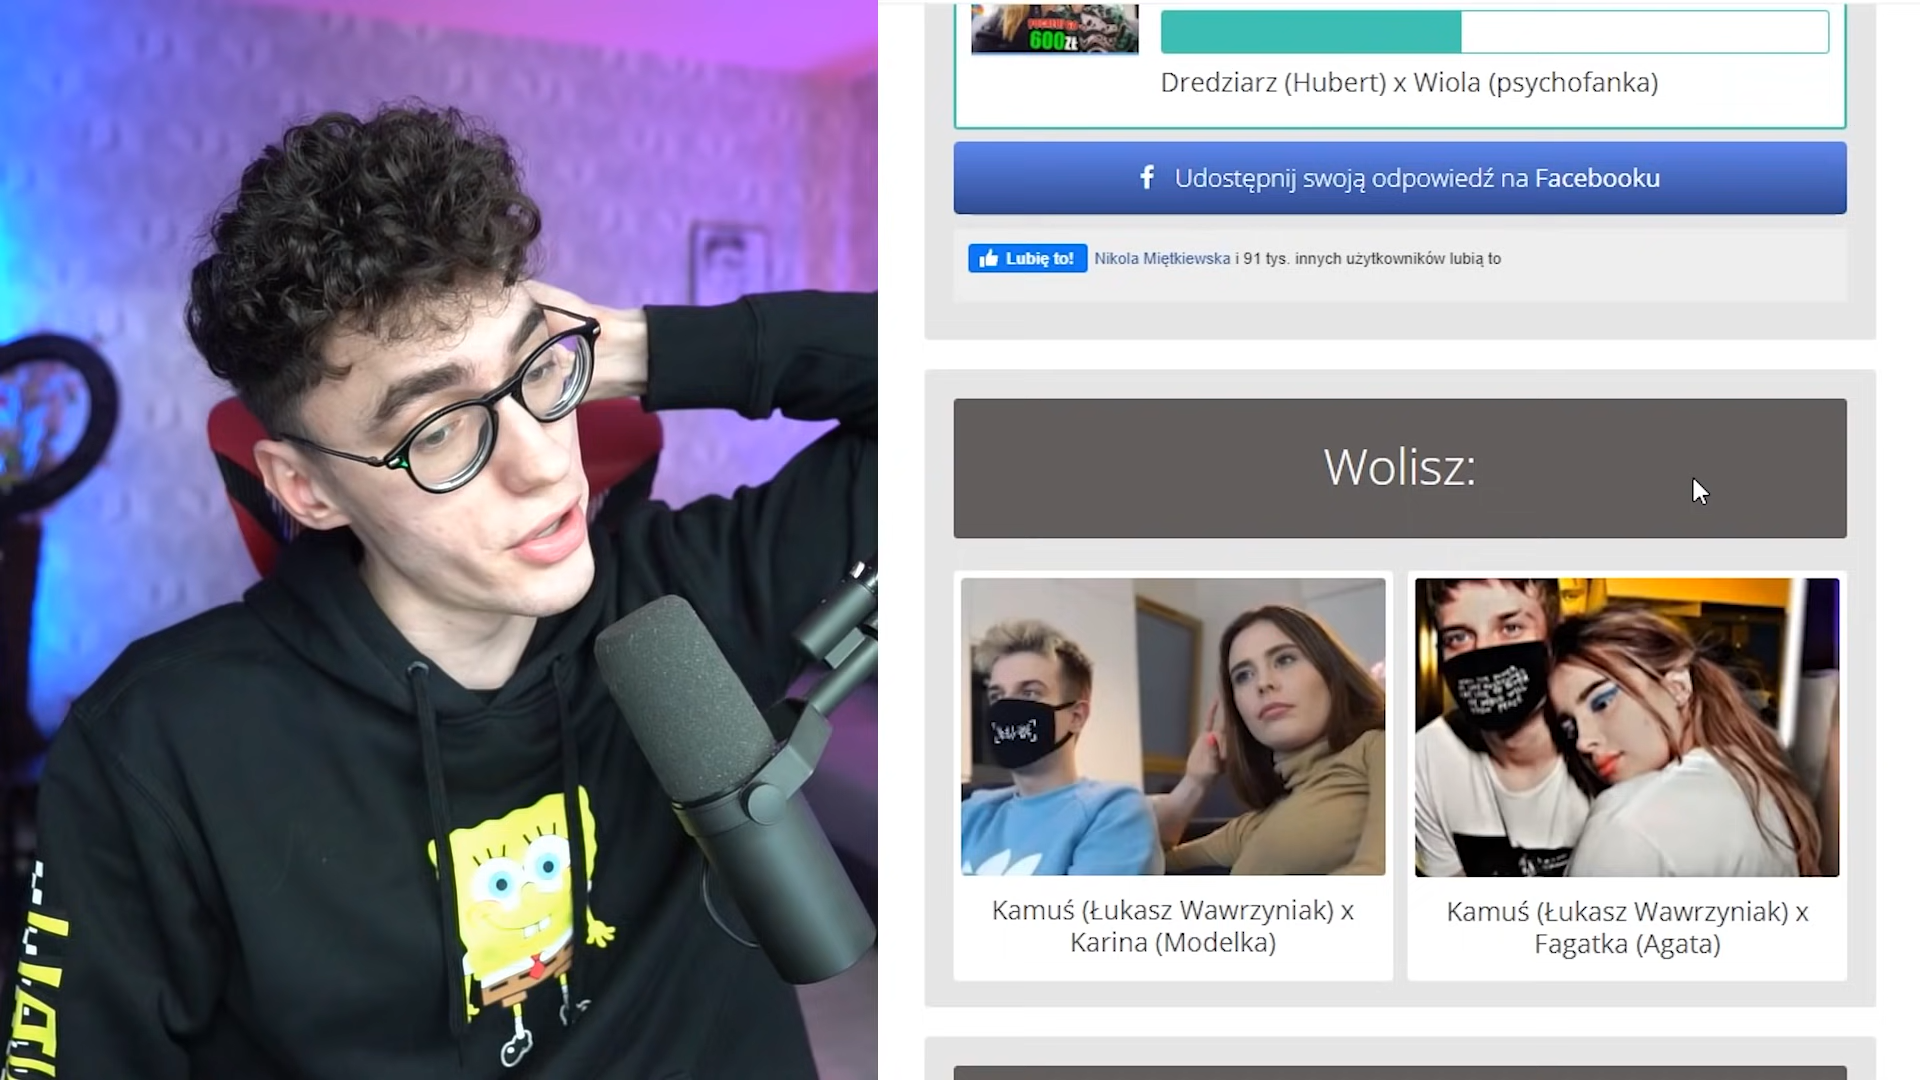 600ZŁ
Dredziarz (Hubert) x Wiola (psychofanka)
Udostępnij swoją odpowiedź na Facebooku
Lubię to! Nikola Miętkiewska i 91 tys. innych użytkowników lubią to
Wolisz:
Kamuś (Łukasz Wawrzyniak) x
Karina (Modelka)
Kamuś (Łukasz Wawrzyniak) x
Fagatka (Agata)